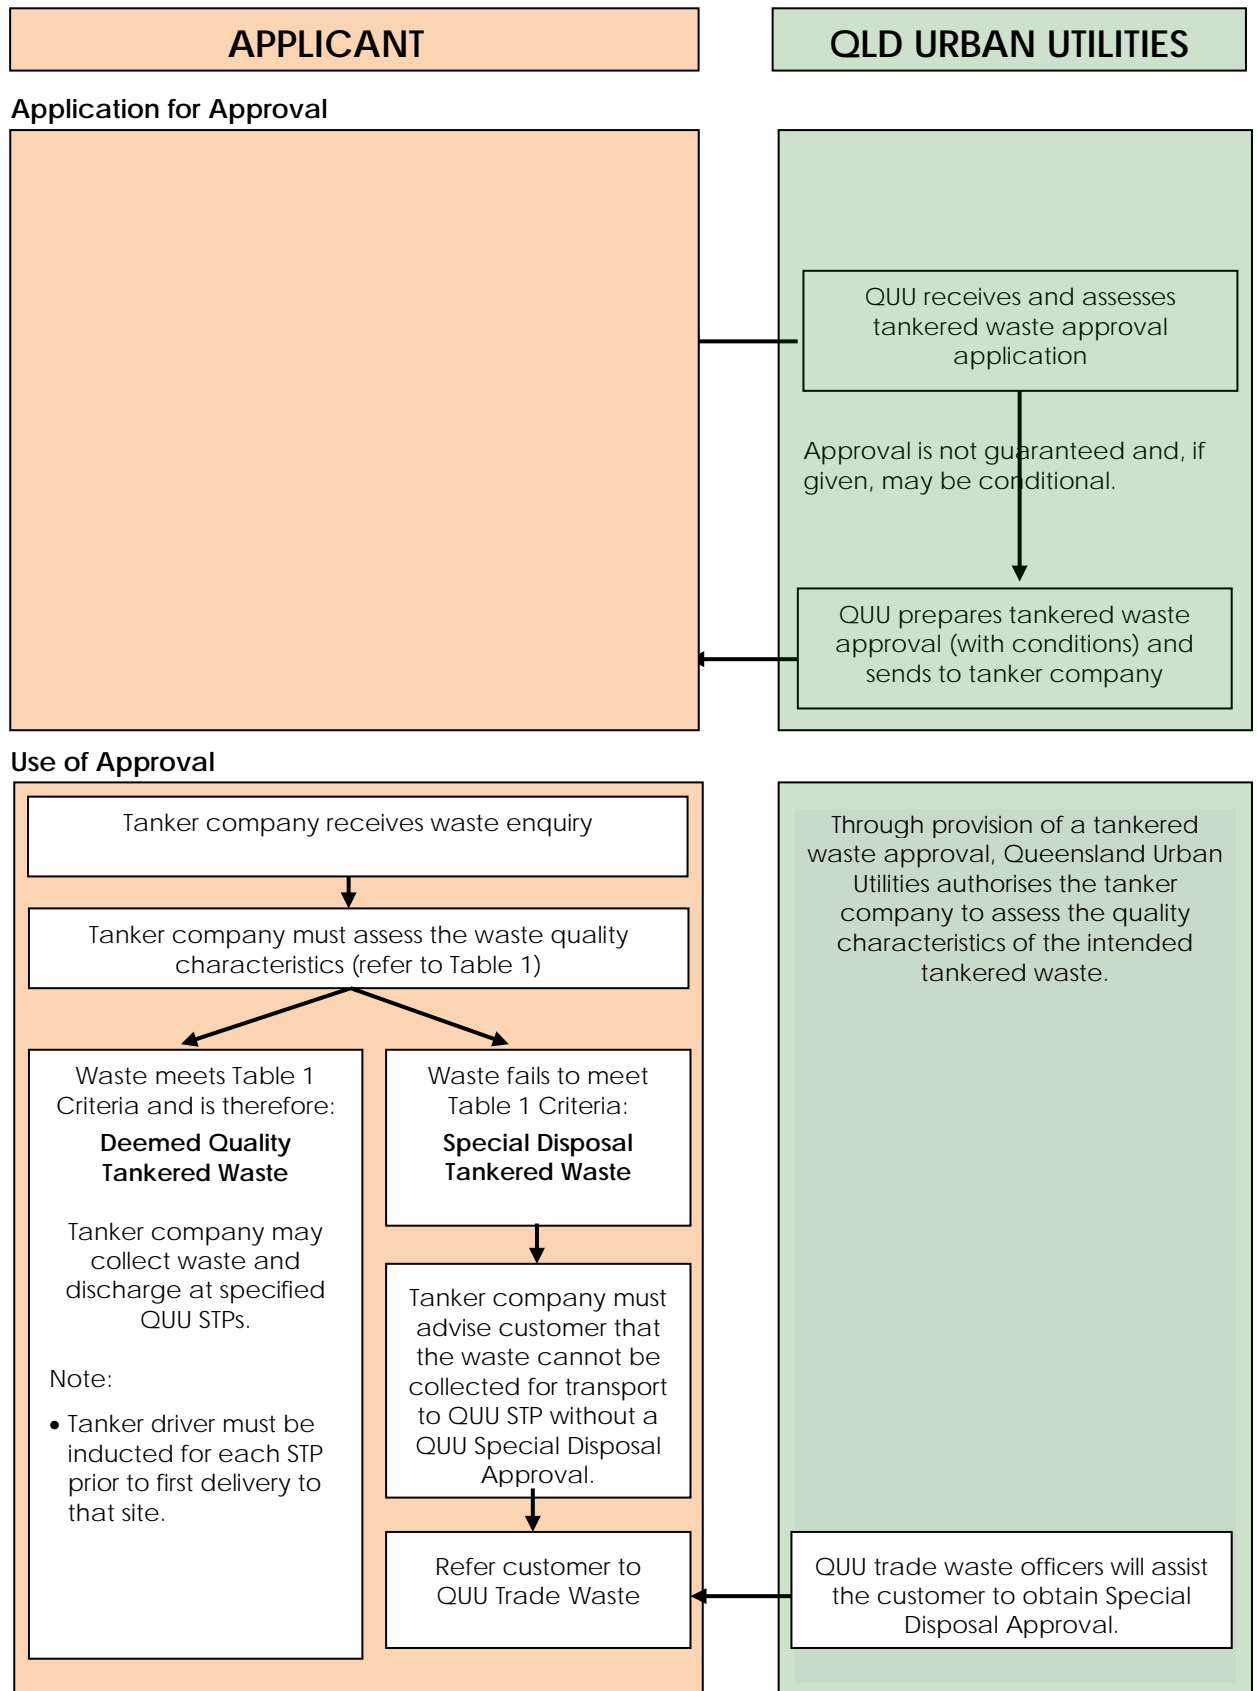 APPLICANT
QLD URBAN UTILITIES
Application for Approval
QUU receives and assesses
tankered waste approval
application
Approval is not guaranteed and, if
given, may be conditional.
QUU prepares tankered waste
approval (with conditions) and
sends to tanker company
Use of Approval
Tanker company receives waste enquiry
Tanker company must assess the waste quality
characteristics (refer to Table 1)
Waste meets Table 1
Criteria and is therefore:
Deemed Quality
Tankered Waste
Tanker company may
collect waste and
discharge at specified
QUU STPs.
Note:
• Tanker driver must be
inducted for each STP
prior to first delivery to
that site.
Waste fails to meet
Table 1 Criteria:
Special Disposal
Tankered Waste
Tanker company must
advise customer that
the waste cannot be
collected for transport
to QUU STP without a
QUU Special Disposal
Approval.
Refer customer to
QUU Trade Waste
Through provision of a tankered
waste approval, Queensland Urban
Utilities authorises the tanker
company to assess the quality
characteristics of the intended
tankered waste.
QUU trade waste officers will assist
the customer to obtain Special
Disposal Approval.